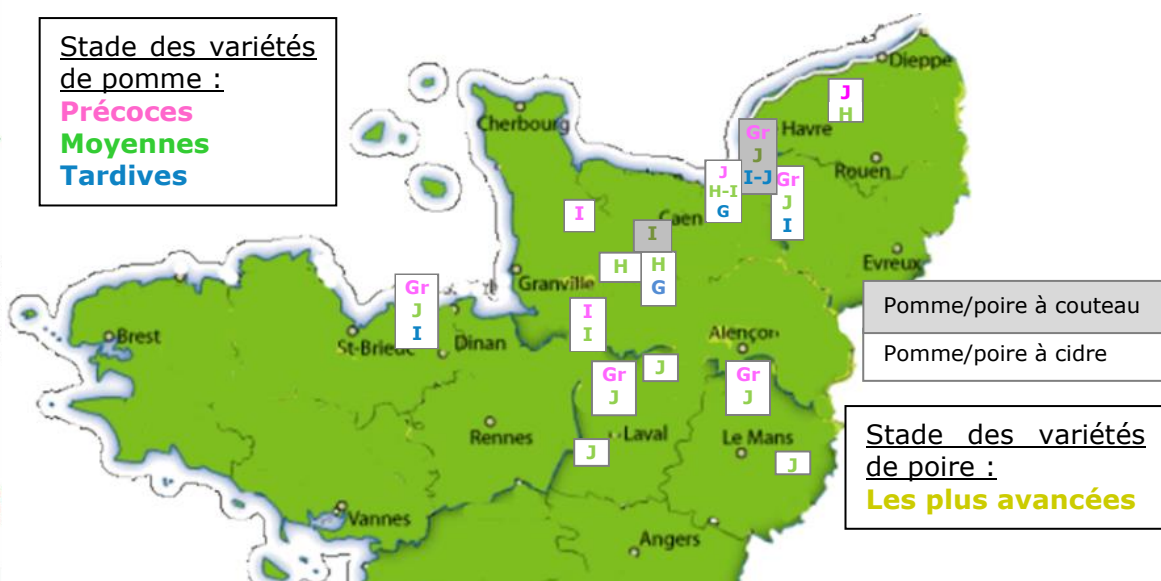 Stade des variétés
de pomme :
Précoces
Moyennes
Tardives
Dieppe
J
H
Cherbourg
Havre
Gr
J
I-J
Rouen
J
H-I
G
Gr
J
I
I
Caen
I
H
H
G
Evreux
Granville
Gr
J
I
I
I
Pomme/poire à couteau
Pomme/poire à cidre
Brest
St-Brieuc
Dinan
Alençon
J
Gr
J
Gr
J
Stade des variétés
de poire :
Les plus avancées
Rennes
Laval
Le Mans
J
J
Vannes
Angers